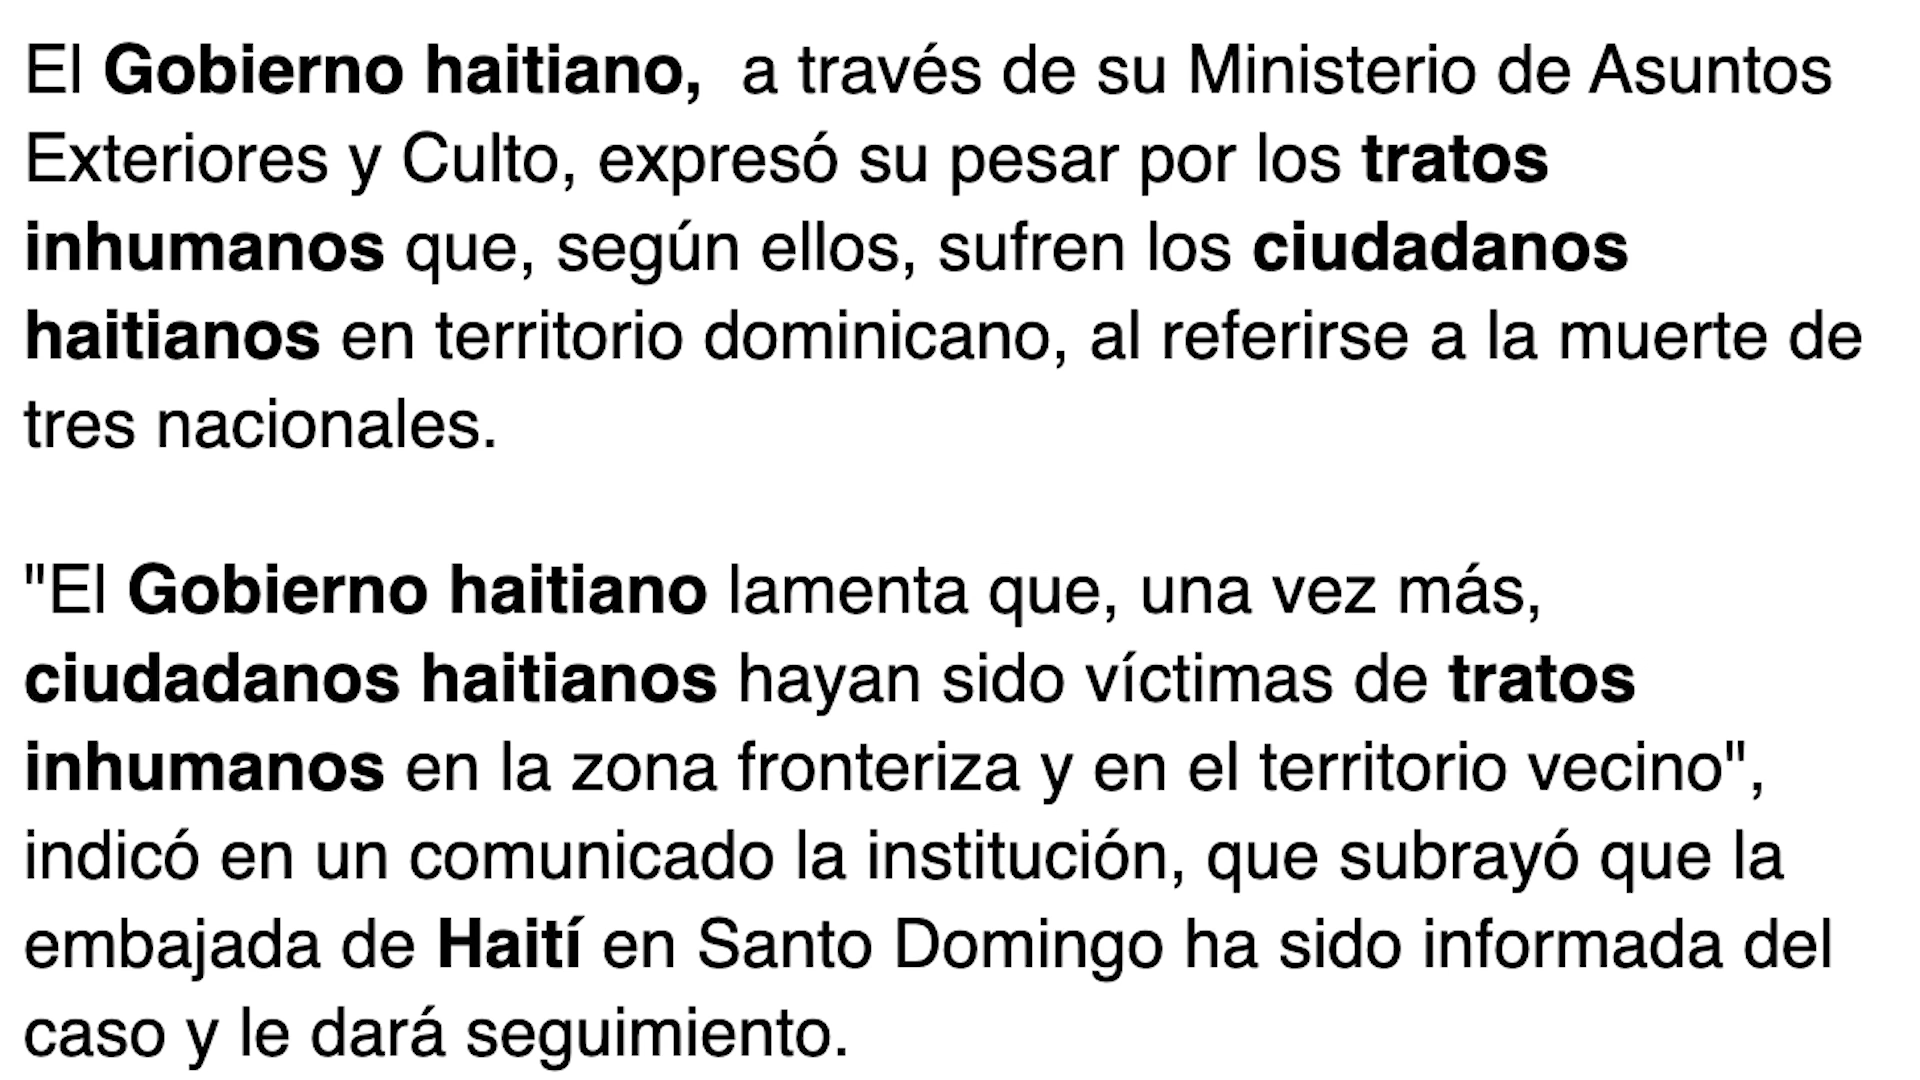 El Gobierno haitiano,  a través de su Ministerio de Asuntos
Exteriores y Culto, expresó su pesar por los tratos
inhumanos que, según ellos, sufren los ciudadanos
haitianos en territorio dominicano, al referirse a la muerte de
tres nacionales.
"El Gobierno haitiano lamenta que, una vez más,
ciudadanos haitianos hayan sido víctimas de tratos
inhumanos en la zona fronteriza y en el territorio vecino",
indicó en un comunicado la institución, que subrayó que la
embajada de Haití en Santo Domingo ha sido informada del
caso y le dará seguimiento.